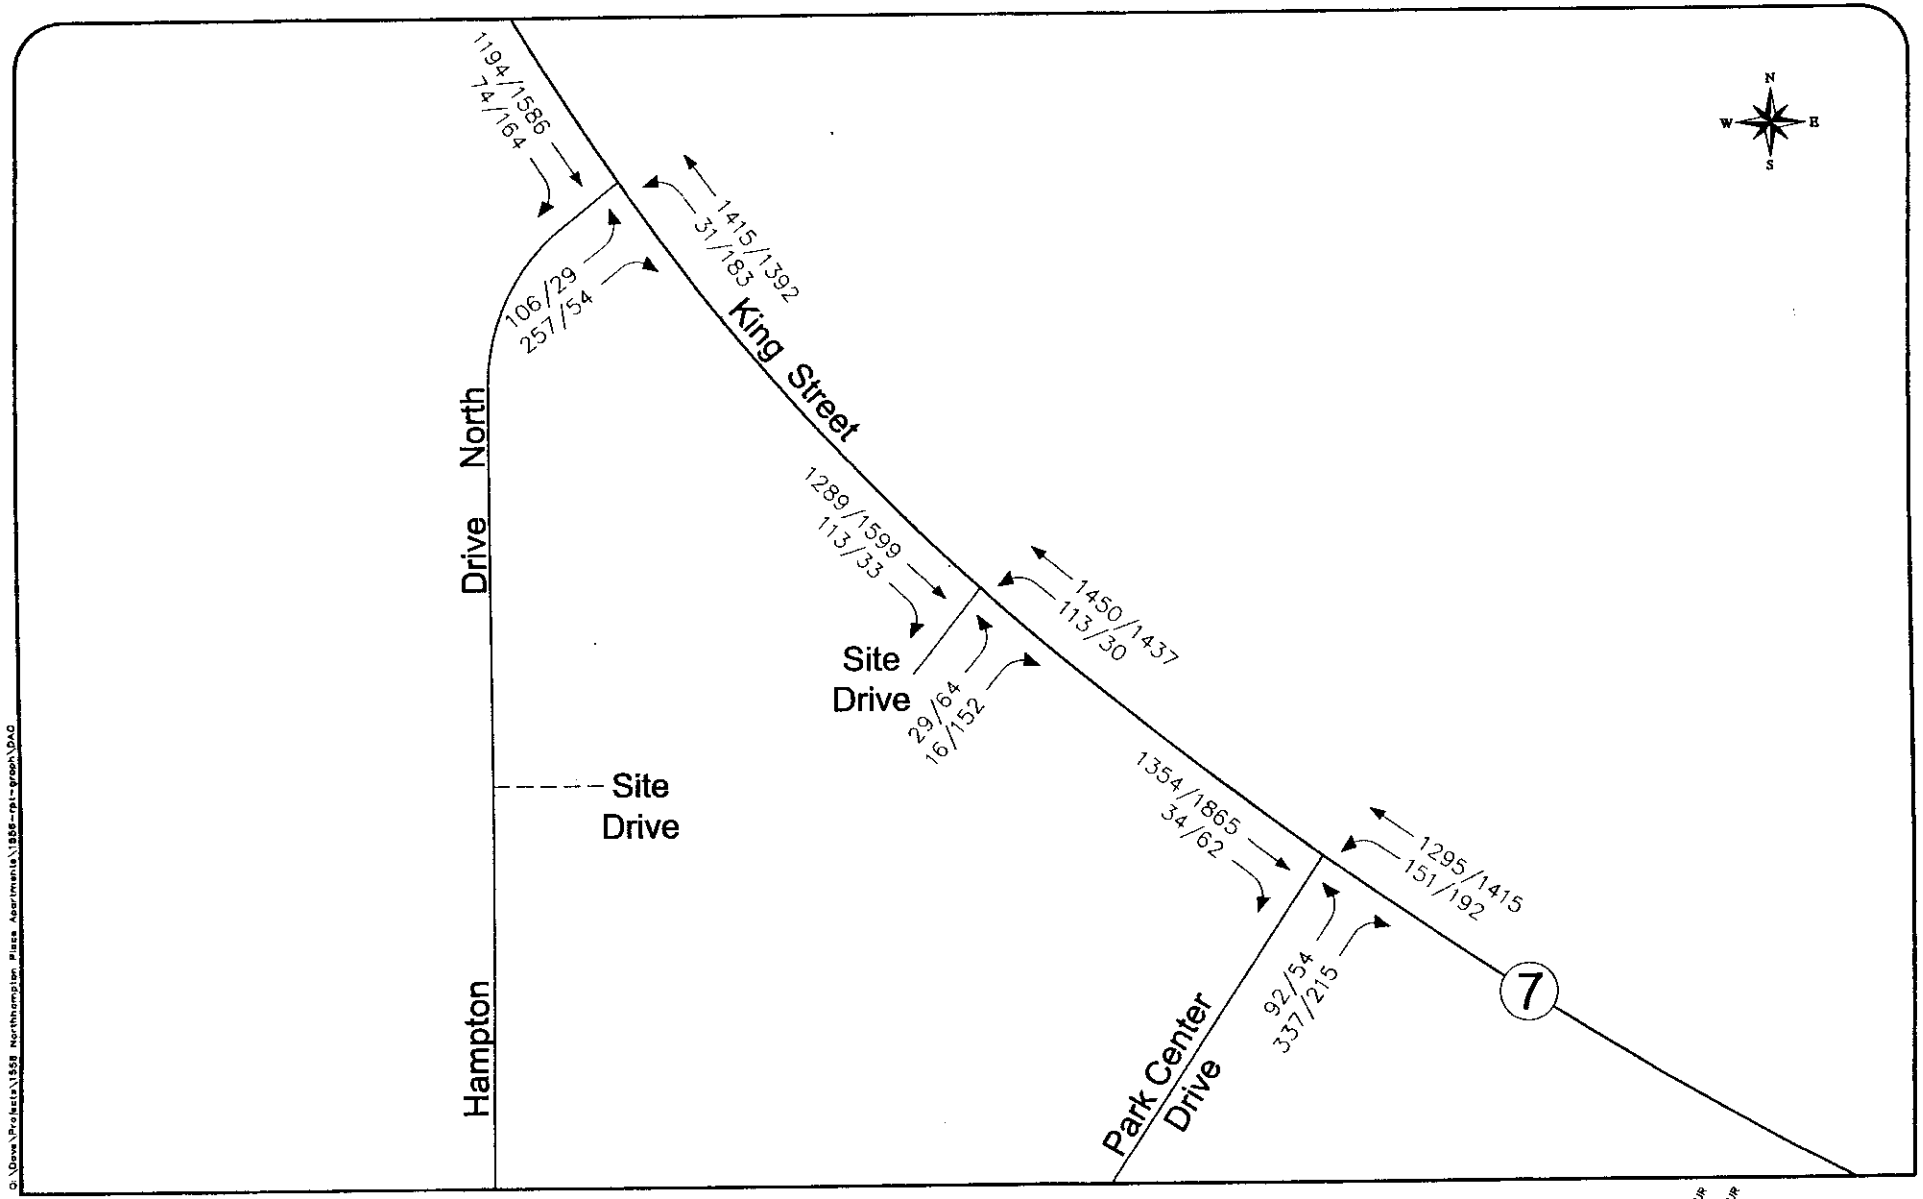 1194/1586
74/164
N
W E
S
1415/1392
31/183
106/29
257/54
King Street
Hampton Drive North
1289/1599
113/33
1450/1437
113/30
Site
Drive
29/64
16/152
Site
Drive
1354/1865
34/62
1295/1415
151/192
92/54
337/215
7
Park Center
Drive